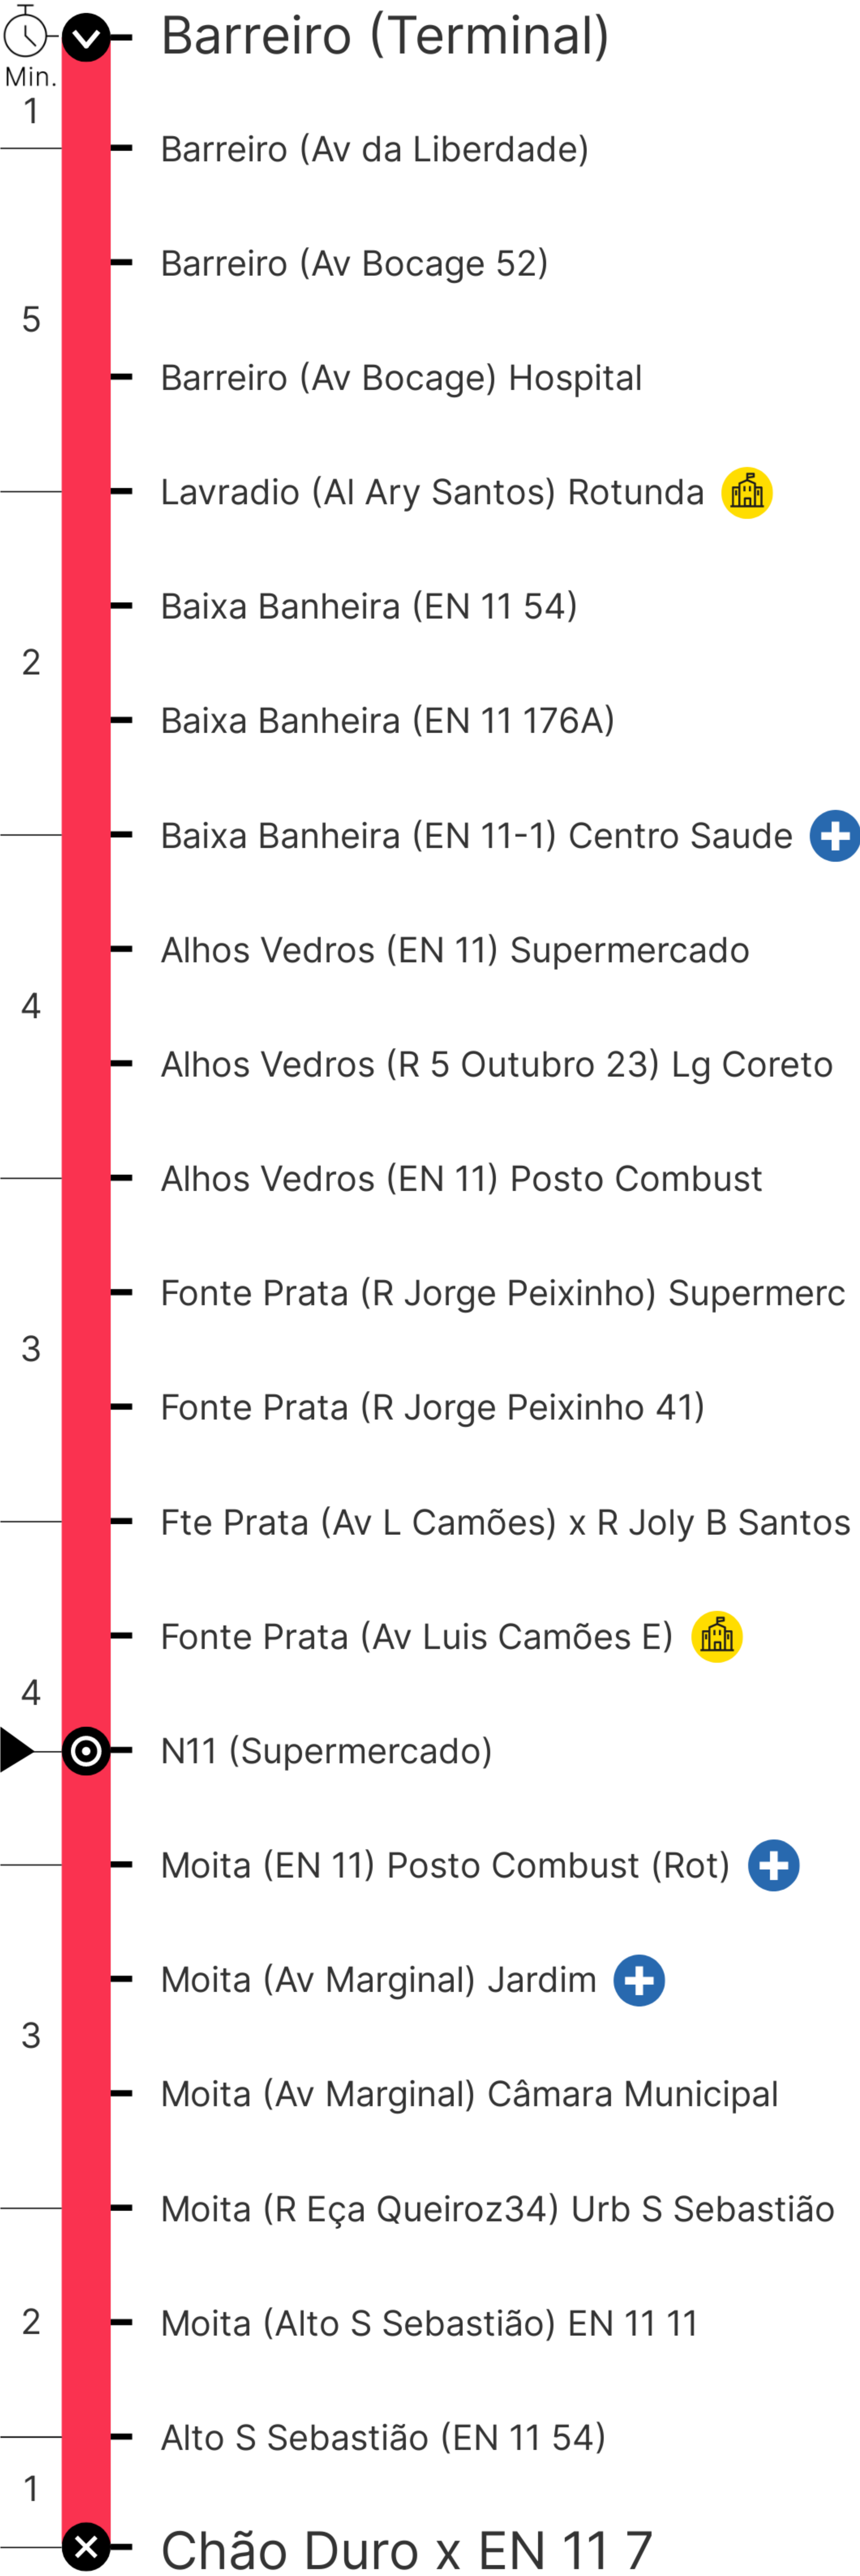 Barreiro (Terminal)
Min.
1
Barreiro (Av da Liberdade)
Barreiro (Av Bocage 52)
5
Barreiro (Av Bocage) Hospital
Lavradio (Al Ary Santos) Rotunda
Baixa Banheira (EN 11 54)
2
Baixa Banheira (EN 11 176A)
Baixa Banheira (EN 11-1) Centro Saude
Alhos Vedros (EN 11) Supermercado
4
Alhos Vedros (R 5 Outubro 23) Lg Coreto
Alhos Vedros (EN 11) Posto Combust
Fonte Prata (R Jorge Peixinho) Supermerc
3
Fonte Prata (R Jorge Peixinho 41)
Fte Prata (Av L Camões) x R Joly B Santos
Fonte Prata (Av Luis Camões E)
4
N11 (Supermercado)
Moita (EN 11) Posto Combust (Rot)
Moita (Av Marginal) Jardim
3
Moita (Av Marginal) Câmara Municipal
Moita (R Eça Queiroz34) Urb S Sebastião
2
Moita (Alto S Sebastião) EN 11 11
Alto S Sebastião (EN 11 54)
1
Chão Duro x EN 11 7